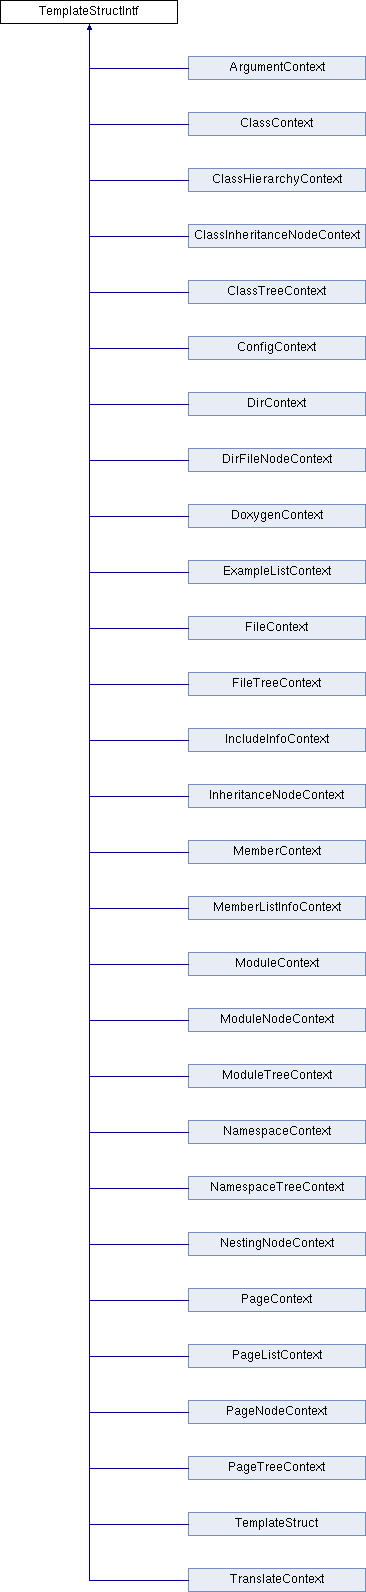 TemplateStructIntf
ArgumentContext
ClassContext
ClassHierarchyContext
ClassInheritanceNodeContext
ClassTreeContext
ConfigContext
DirContext
DirFileNodeContext
DoxygenContext
ExampleListContext
FileContext
FileTreeContext
IncludeInfoContext
InheritanceNodeContext
MemberContext
MemberListInfoContext
ModuleContext
ModuleNodeContext
ModuleTreeContext
NamespaceContext
NamespaceTreeContext
NestingNodeContext
PageContext
PageListContext
PageNodeContext
PageTreeContext
TemplateStruct
TranslateContext